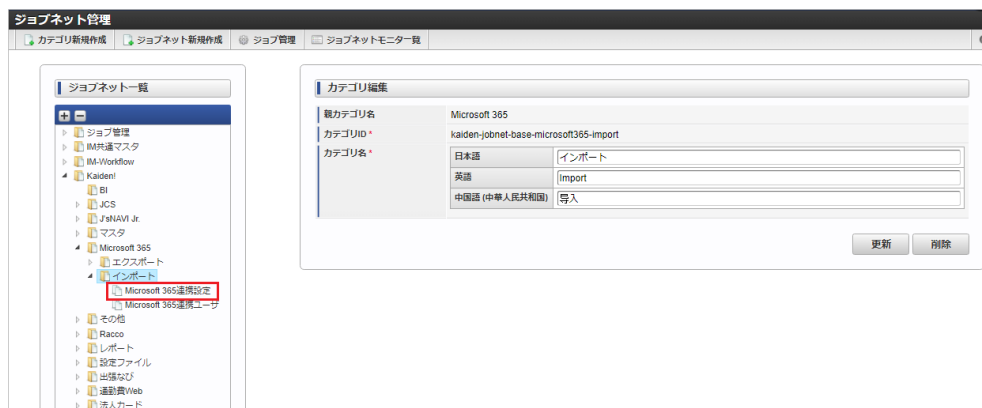 ジョブネット管理
カテゴリ新規作成 ジョブネット新規作成 ジョブ管理 ジョブネットモニター覧
ジョブネット一覧
ジョブ管理
IM共通マスタ
IM-Workflow
Kaiden!
BI
JCS
J'sNAVI Jr.
マスタ
Microsoft 365
エクスポート
インポート
Microsoft 365連携設定
Microsoft 365連携ユーザ
その他
Racco
レポート
設定ファイル
出張なび
通勤費Web
法人カード
カテゴリ編集
親カテゴリ名 Microsoft 365
カテゴリID * kaiden-jobnet-base-microsoft365-import
カテゴリ名 *
日本語 インポート
英語 Import
中国語 (中華人民共和国) 导入
更新 削除